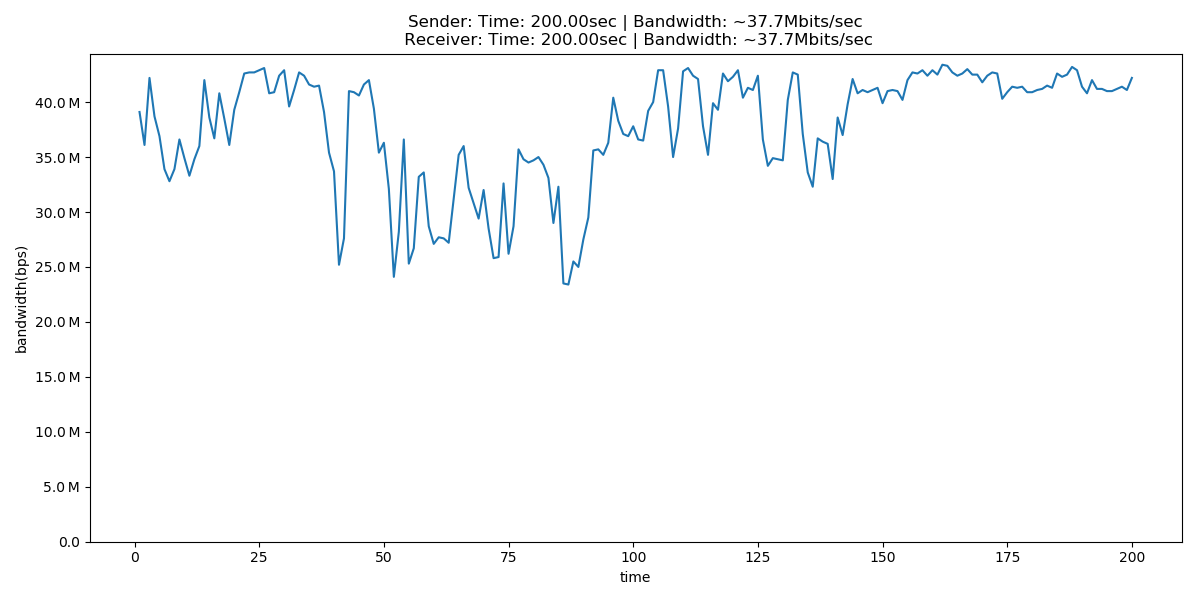 Sender: Time: 200.00sec | Bandwidth: ~37.7Mbits/sec
Receiver: Time: 200.00sec | Bandwidth: ~37.7Mbits/sec
40.0 M
35.0 M
30.0 M
25.0 M
20.0 M
15.0 M
10.0 M
5.0 M
0.0
bandwidth(bps)
0 25 50 75 100 125 150 175 200
time